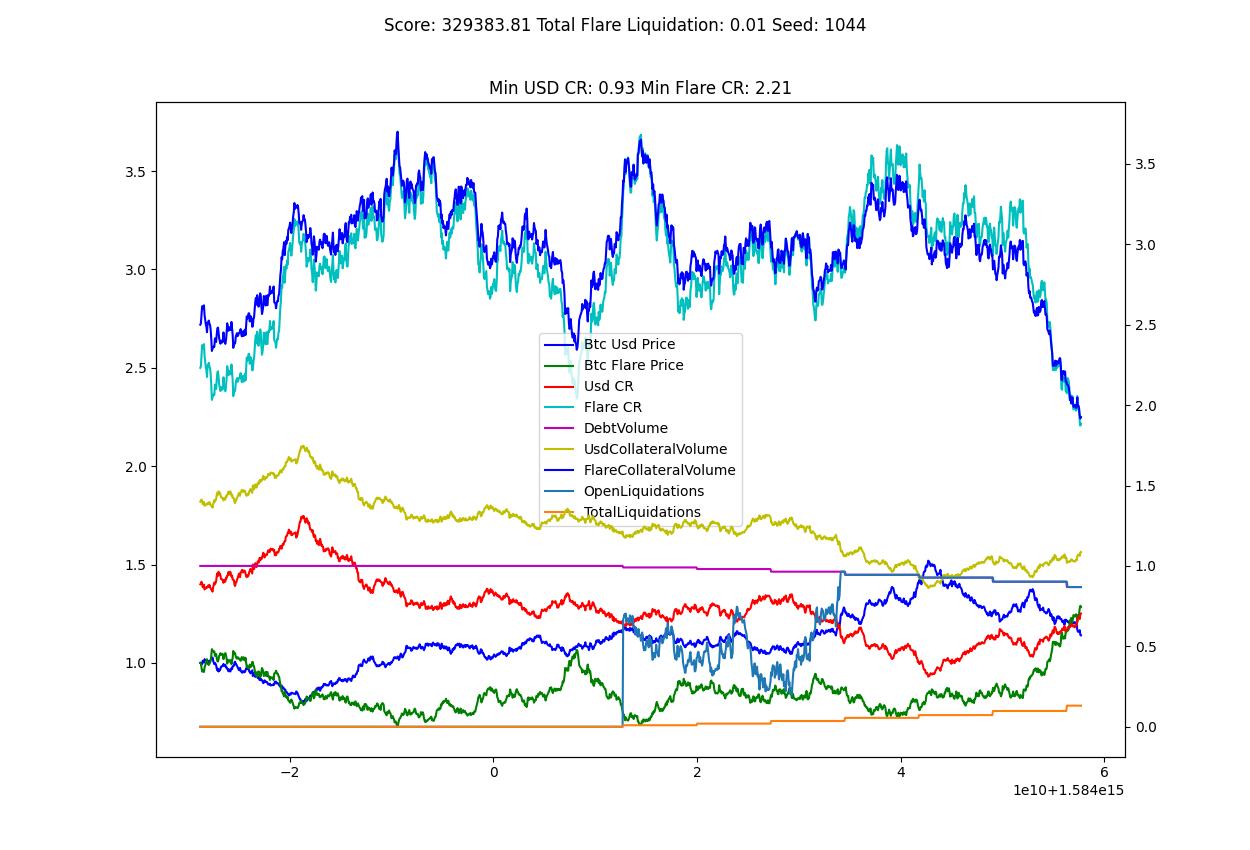 Score: 329383.81 Total Flare Liquidation: 0.01 Seed: 1044
Min USD CR: 0.93 Min Flare CR: 2.21
3.5
3.0
2.5
2.0
1.5
1.0
3.5
3.0
2.5
2.0
1.5
1.0
0.5
0.0
Btc Usd Price
Btc Flare Price
Usd CR
Flare CR
DebtVolume
UsdCollateralVolume
FlareCollateralVolume
OpenLiquidations
TotalLiquidations
−2 0 2 4 6
1e10+1.584e15